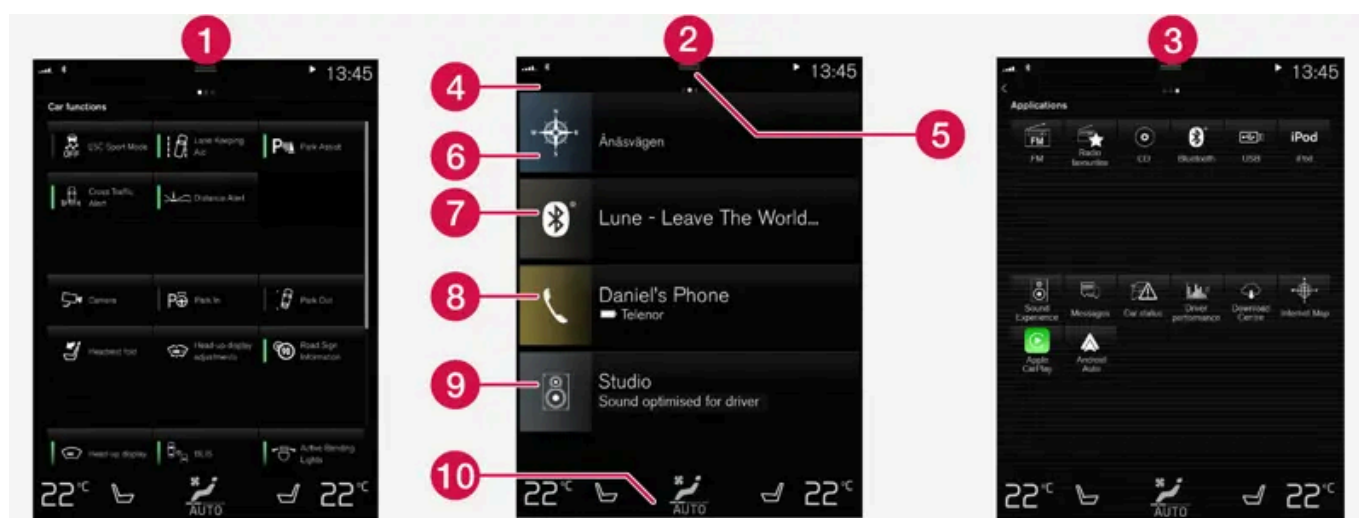 1
13:45
Car functions
ESC Sport Mode
OFF
Lane Keeping
Aid
P
Park Assist
Cross Traffic
Alert
Distance Alert
Camera
P
Park In
Park Out
Headrest fold
Head-up-display
adjustments
Road Sign
Information
Head-up display
BLIS
Active Bending
Lights
22°C
AUTO
22°C
2
4
13:45
5
6
Ånäsvägen
7
Lune - Leave The World...
8
Daniel's Phone
Telenor
9
Studio
Sound optimised for driver
10
22°C
AUTO
22°C
3
13:45
Applications
FM
iPod
FM
Radio
favourites
CD
Bluetooth
USB
iPod
Sound
Experience
Messages
Car status
Driver
performance
Download
Centre
Internet Map
Apple
CarPlay
Android
Auto
22°C
AUTO
22°C